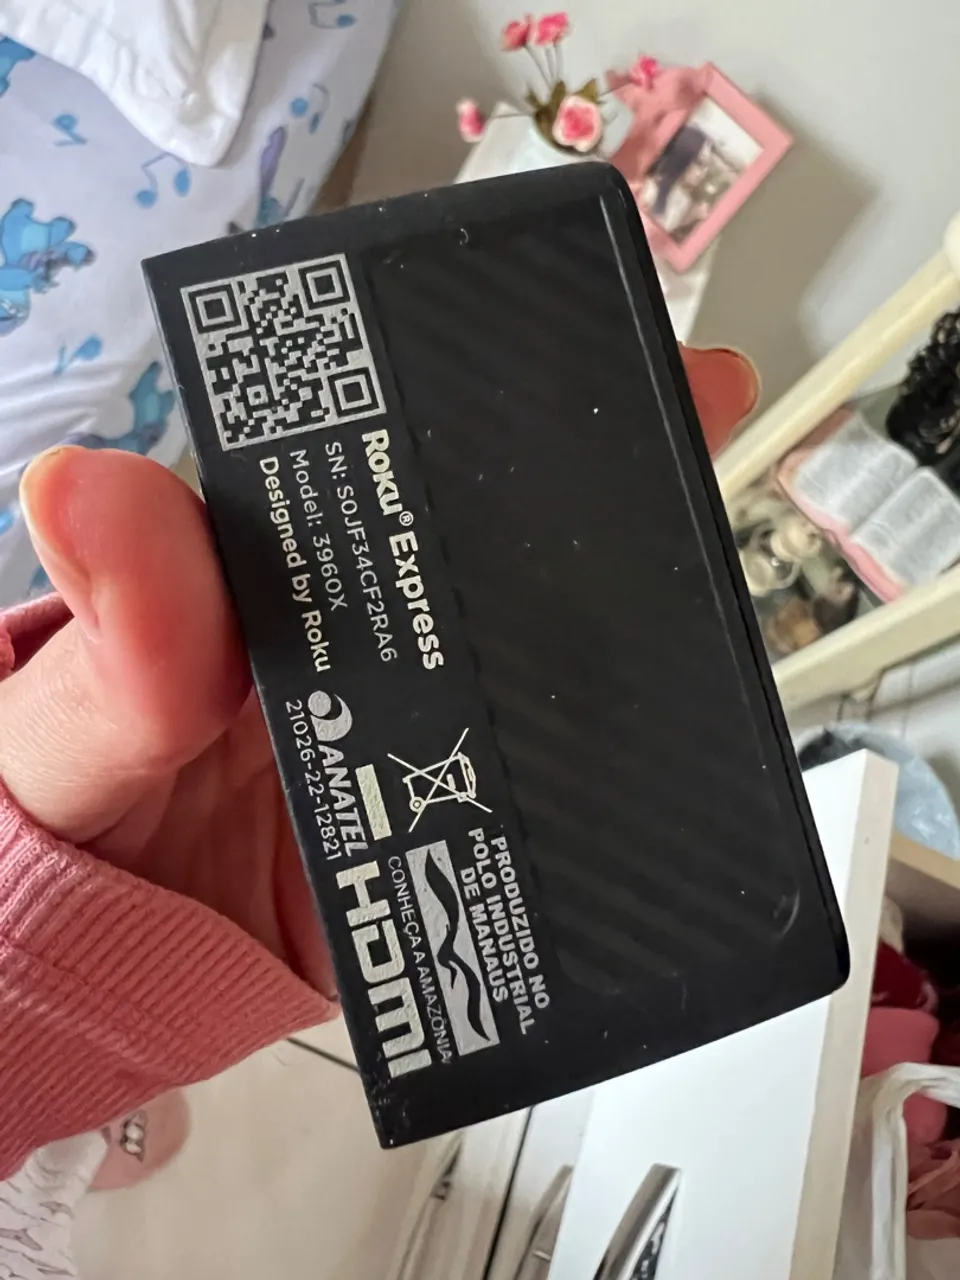 Roku® Express
SN: S0JF34CF2RA6
Model: 3960X
Designed by Roku
ANATEL
21026-22-12821
HDMI
PRODUZIDO NO
POLO INDUSTRIAL
DE MANAUS
CONHEÇA A AMAZÔNIA